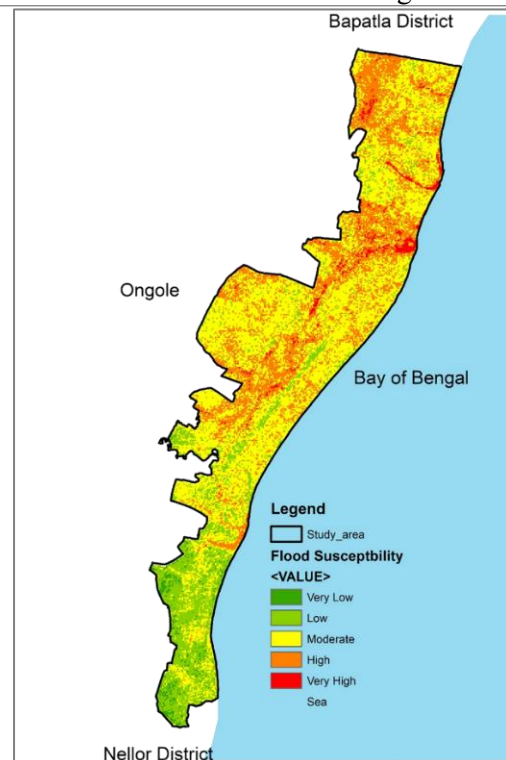 Bapatla District
Ongole
Bay of Bengal
Legend
Study_area
Flood Susceptbility
<VALUE>
Very Low
Low
Moderate
High
Very High
Sea
Nellor District